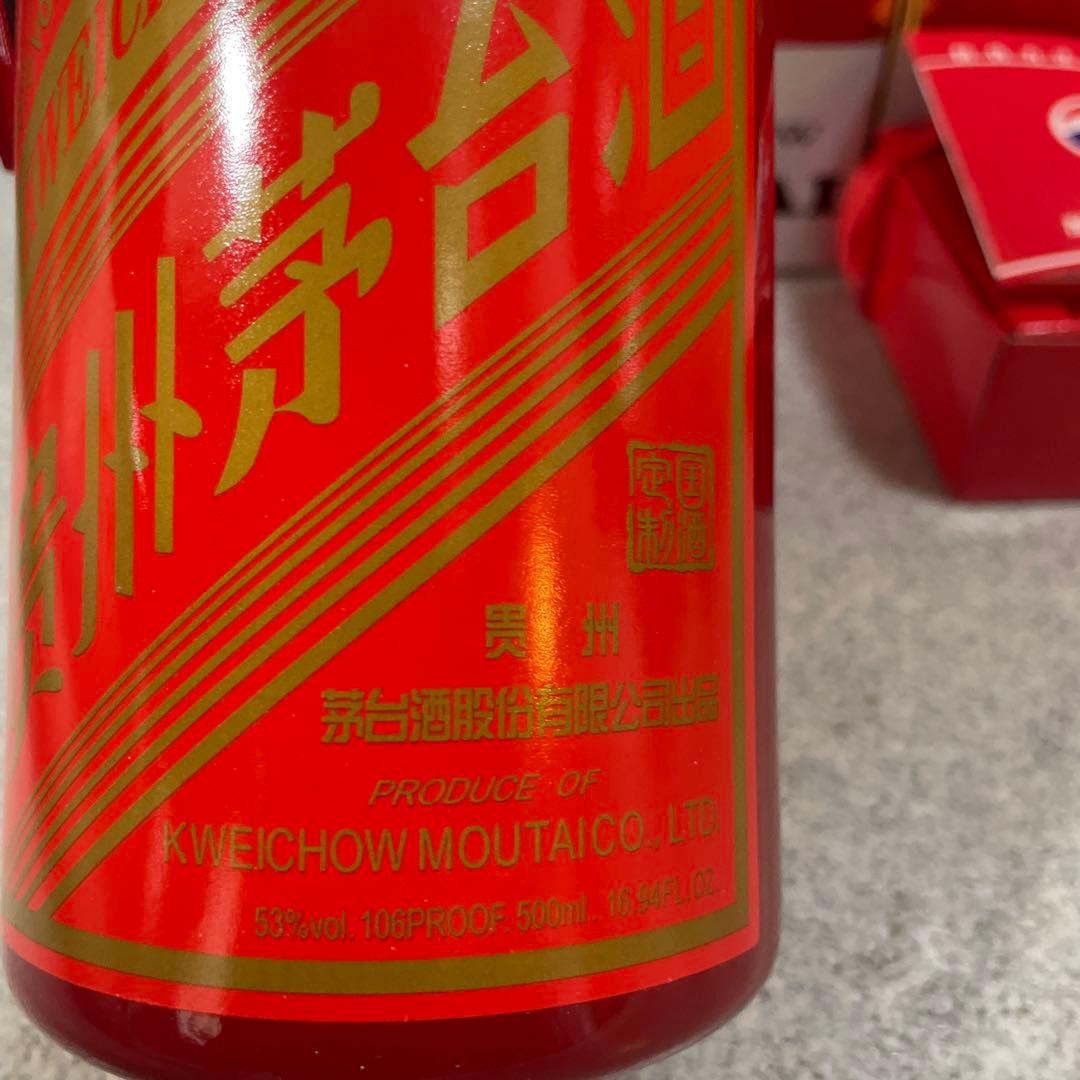 贵州茅台酒
国酒
定制
贵州
茅台酒股份有限公司出品
PRODUCE OF
KWEICHOW MOUTAI CO., LTD.
53%vol. 106PROOF. 500ml.. 16.94FL. OZ.